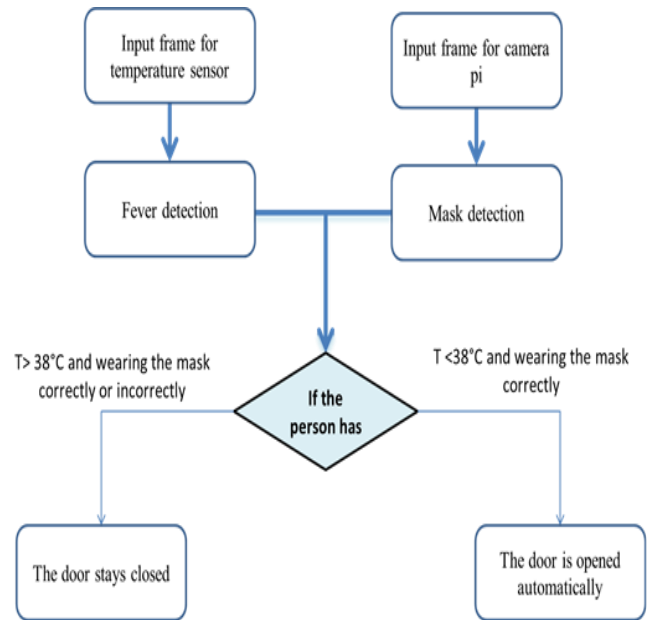 Input frame for
temperature sensor
Input frame for camera
pi
Fever detection
Mask detection
T> 38°C and wearing the mask
correctly or incorrectly
T <38°C and wearing the mask
correctly
If the
person has
The door stays closed
The door is opened
automatically